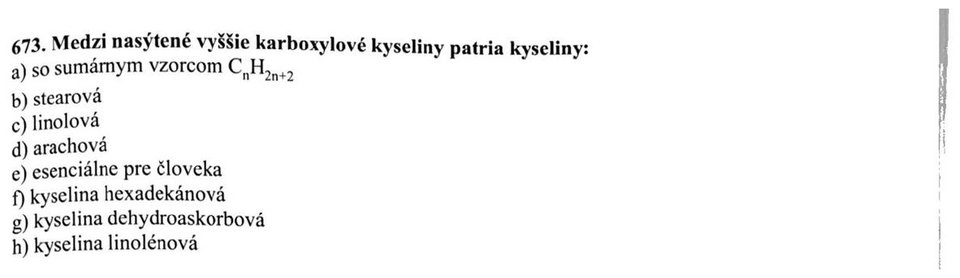 673. Medzi nasýtené vyššie karboxylové kyseliny patria kyseliny:
a) so sumárnym vzorcom CₙH₂ₙ₊₂
b) stearová
c) linolová
d) arachová
e) esenciálne pre človeka
f) kyselina hexadekánová
g) kyselina dehydroaskorbová
h) kyselina linolénová